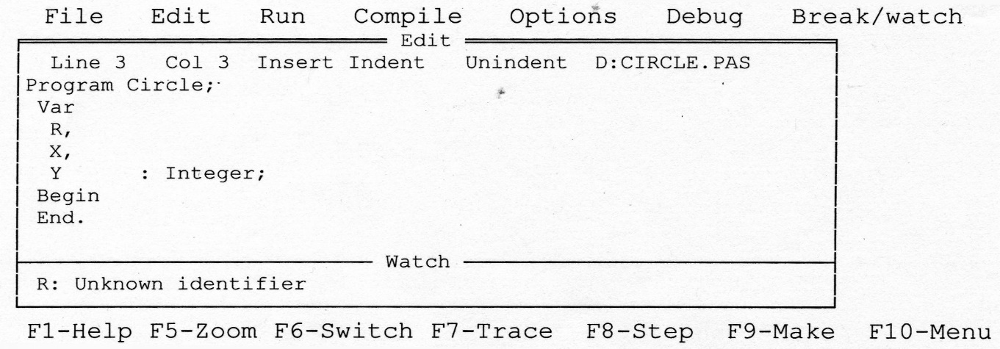 File Edit Run Compile Options Debug Break/watch
Edit
Line 3 Col 3 Insert Indent Unindent D:CIRCLE.PAS
Program Circle;
Var
R,
X,
Y : Integer;
Begin
End.
Watch
R: Unknown identifier
F1-Help F5-Zoom F6-Switch F7-Trace F8-Step F9-Make F10-Menu